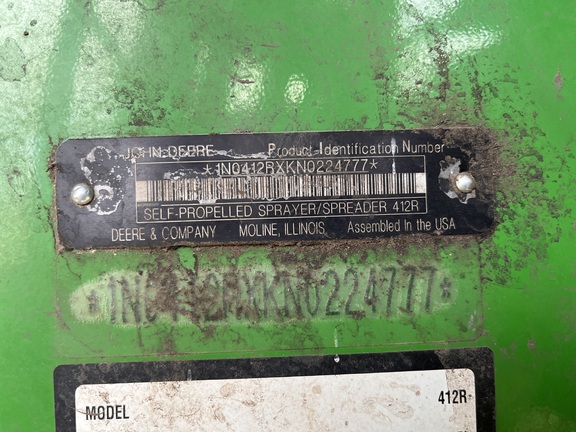 JOHN DEERE Product Identification Number
*1N0412RXKN0224777*
SELF-PROPELLED SPRAYER/SPREADER 412R
DEERE & COMPANY MOLINE, ILLINOIS. Assembled In the USA
*1N0412RXKN0224777*
MODEL 412R